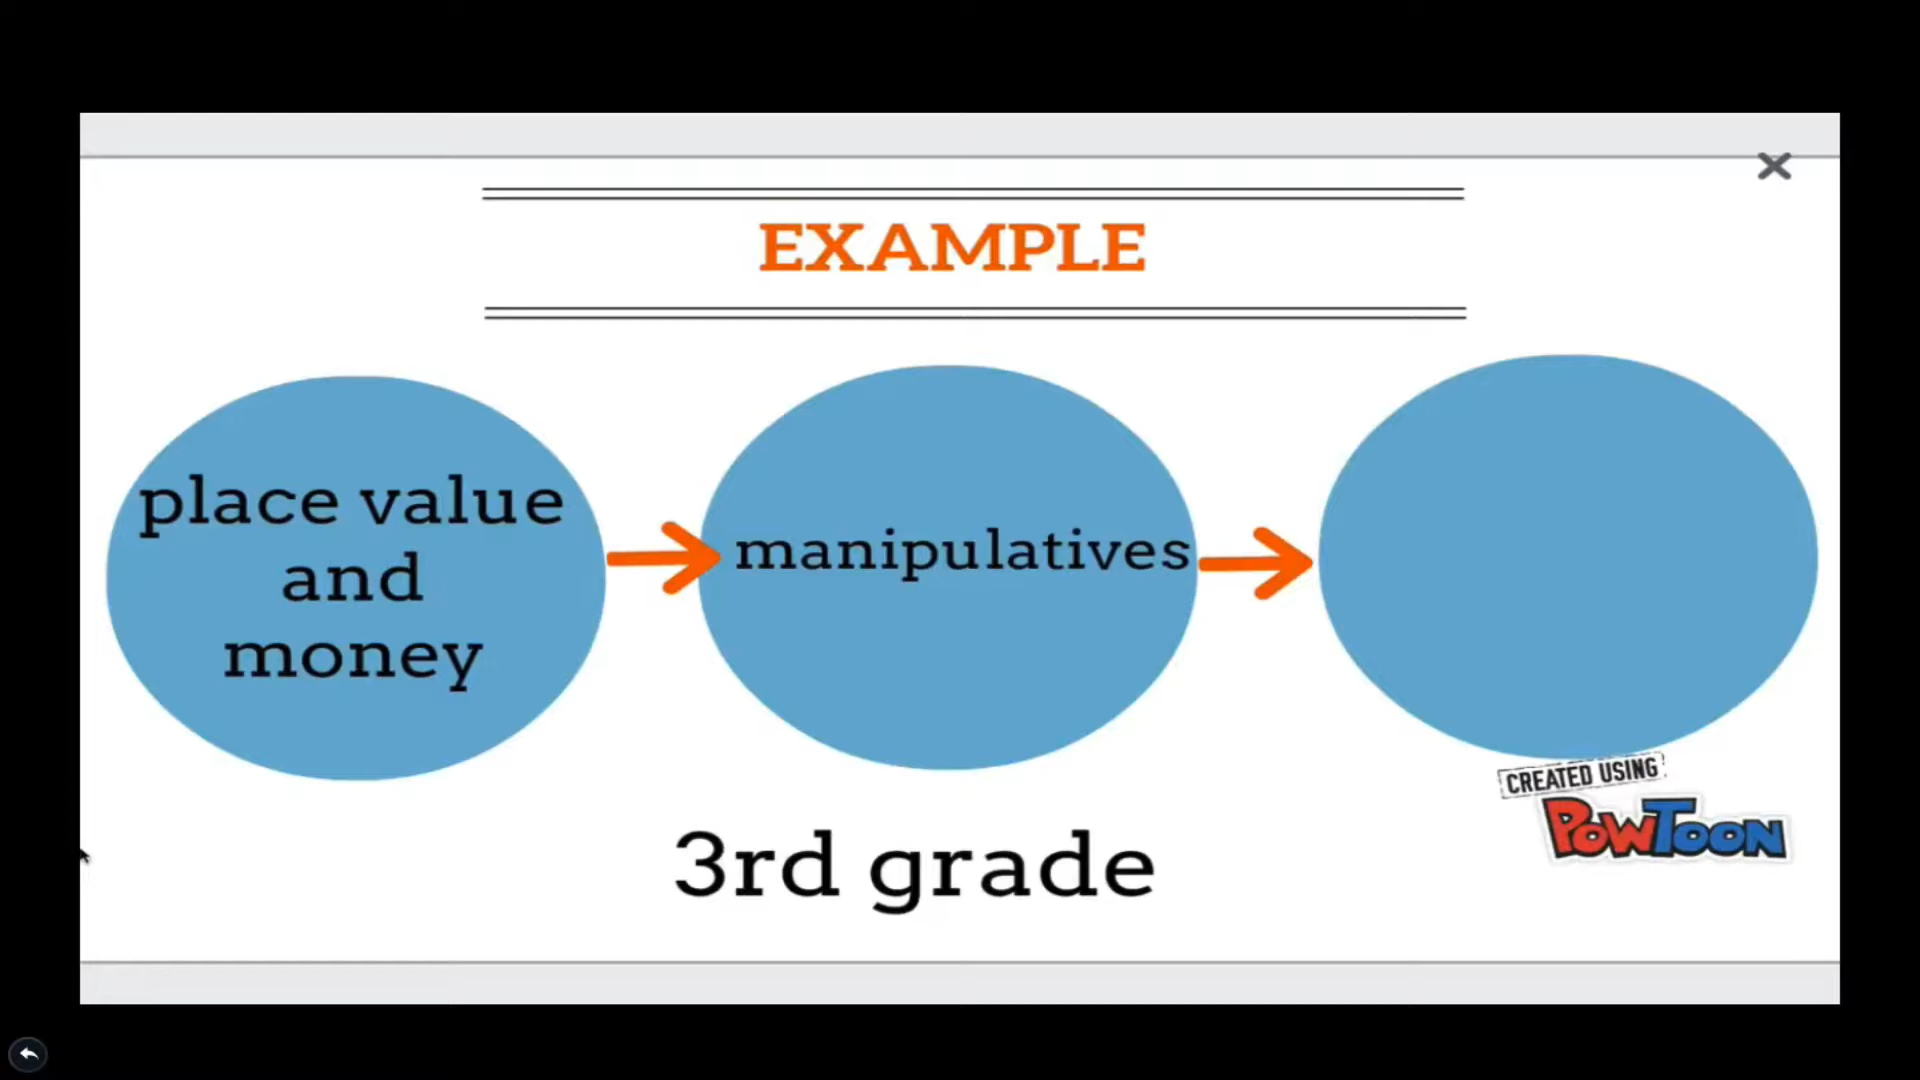 EXAMPLE
place value
and
money
manipulatives
3rd grade
CREATED USING
POWTOON